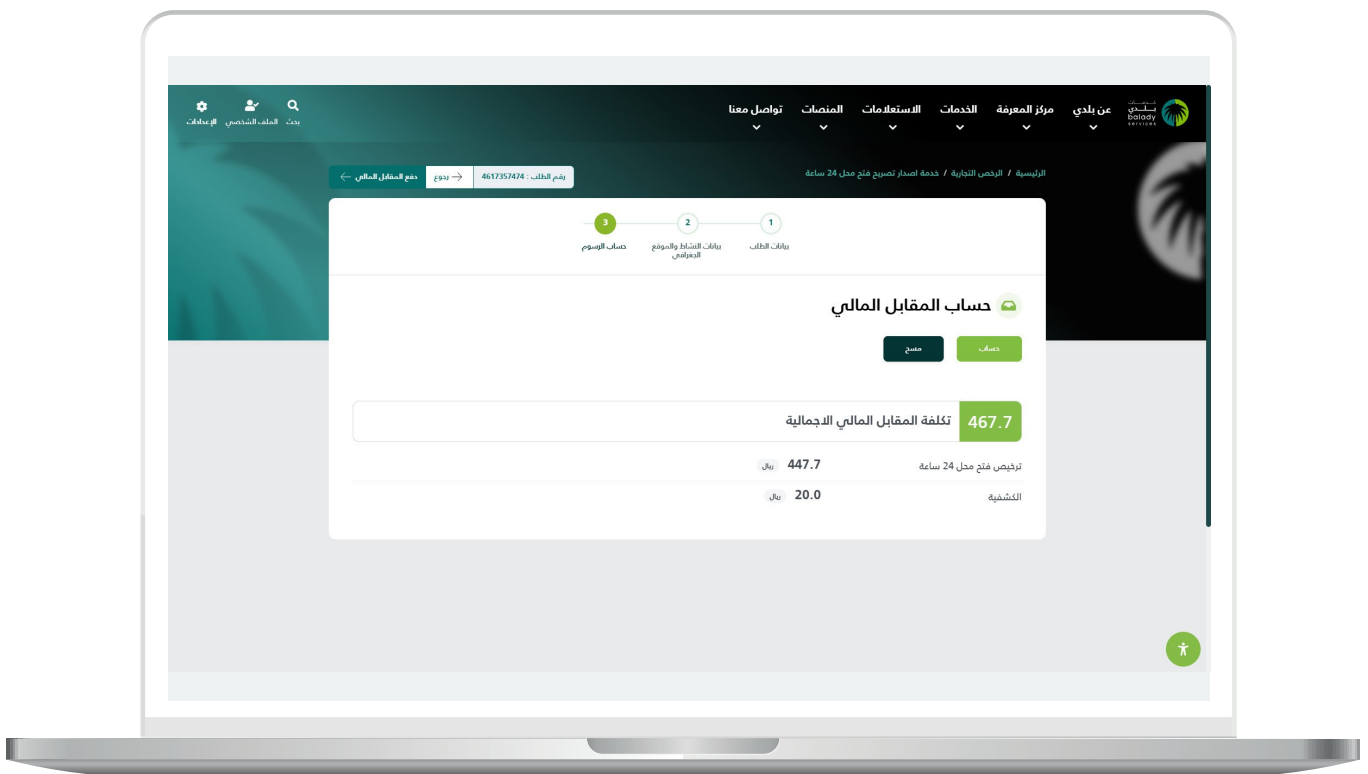 خدمات
بلدي
balady
services
عن بلدي
مركز المعرفة
الخدمات
الاستعلامات
المنصات
تواصل معنا
بحث
الملف الشخصي
الإعدادات
الرئيسية / الرخص التجارية / خدمة اصدار تصريح فتح محل 24 ساعة
رقم الطلب : 4617357474
رجوع
دفع المقابل المالي
1
2
3
بيانات الطلب
بيانات النشاط والموقع
الجغرافي
حساب الرسوم
حساب المقابل المالي
حساب
مسح
467.7 تكلفة المقابل المالي الاجمالية
ترخيص فتح محل 24 ساعة 447.7 ريال
الكشفية 20.0 ريال